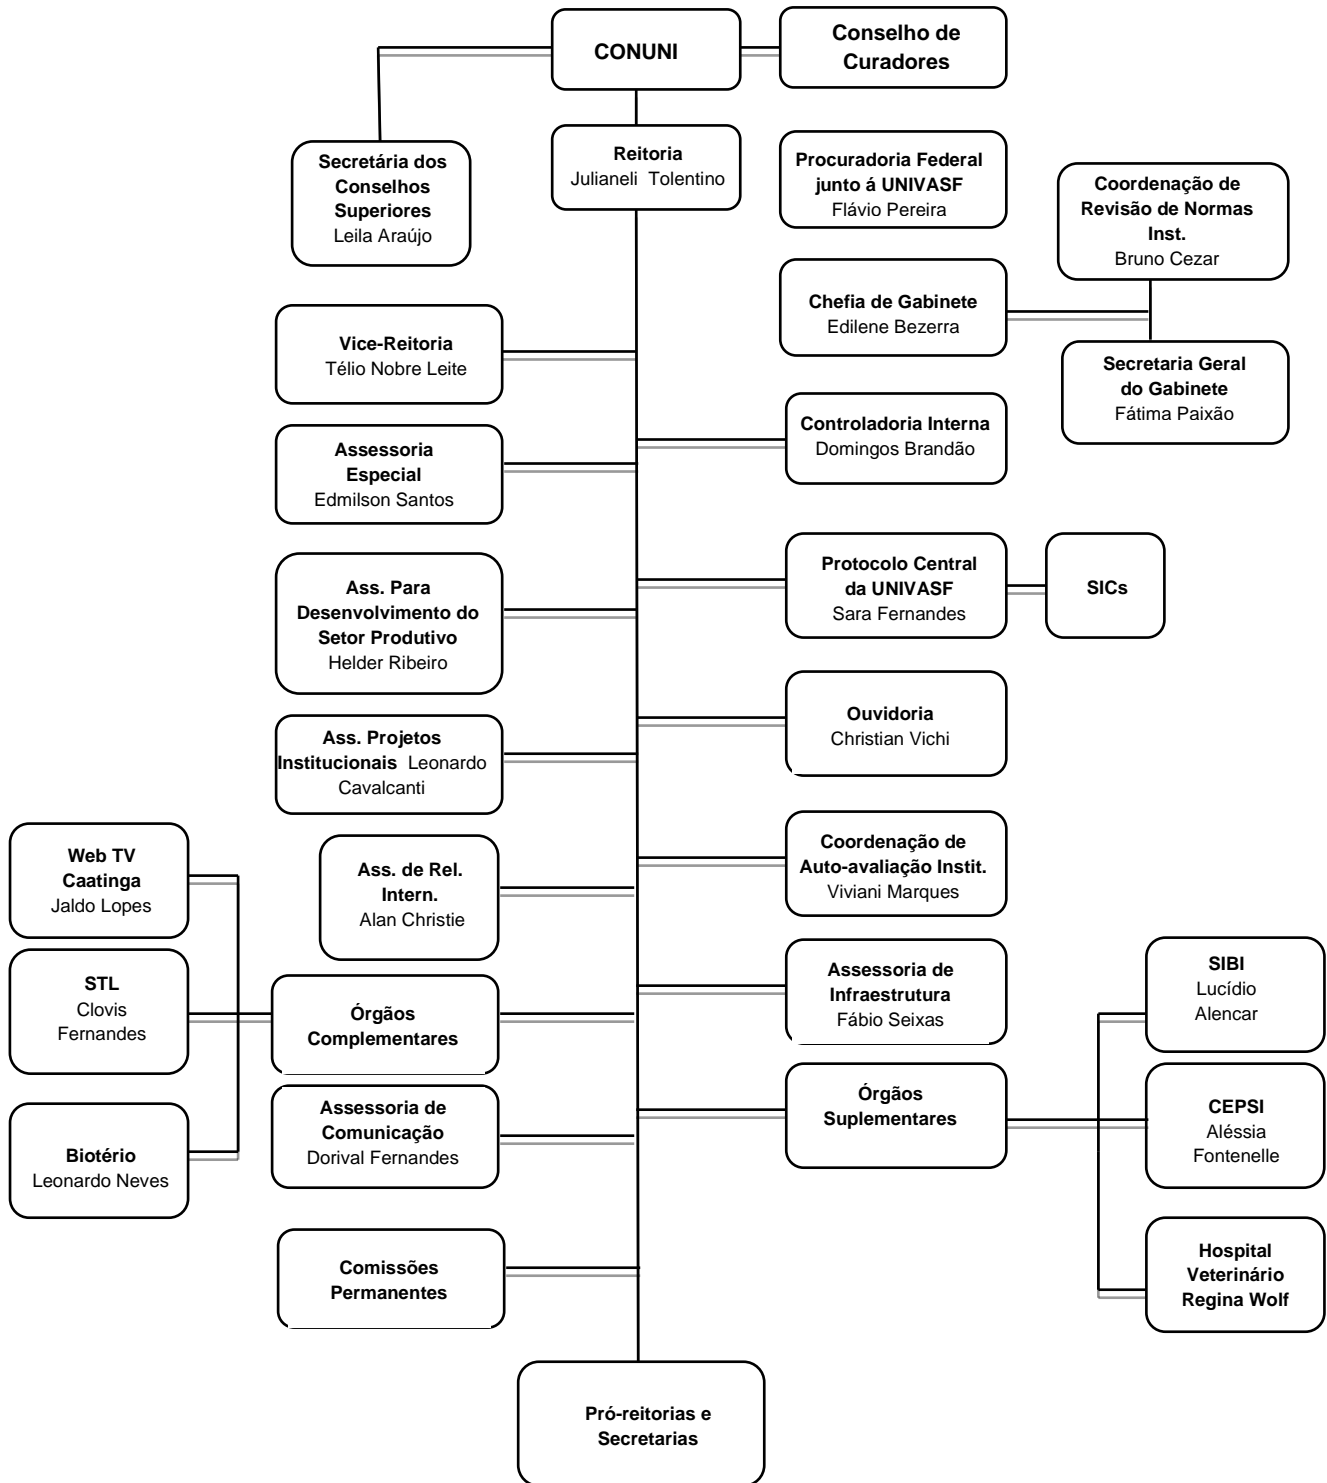 CONUNI
Conselho de
Curadores
Secretária dos
Conselhos
Superiores
Leila Araújo
Reitoria
Julianeli Tolentino
Procuradoria Federal
junto á UNIVASF
Flávio Pereira
Coordenação de
Revisão de Normas
Inst.
Bruno Cezar
Chefia de Gabinete
Edilene Bezerra
Vice-Reitoria
Télio Nobre Leite
Secretaria Geral
do Gabinete
Fátima Paixão
Controladoria Interna
Domingos Brandão
Assessoria
Especial
Edmilson Santos
Protocolo Central
da UNIVASF
Sara Fernandes
SICs
Ass. Para
Desenvolvimento do
Setor Produtivo
Helder Ribeiro
Ouvidoria
Christian Vichi
Ass. Projetos
Institucionais Leonardo
Cavalcanti
Web TV
Caatinga
Jaldo Lopes
Ass. de Rel.
Intern.
Alan Christie
Coordenação de
Auto-avaliação Instit.
Viviani Marques
STL
Clovis
Fernandes
Órgãos
Complementares
Assessoria de
Infraestrutura
Fábio Seixas
SIBI
Lucídio
Alencar
Biotério
Leonardo Neves
Assessoria de
Comunicação
Dorival Fernandes
Órgãos
Suplementares
CEPSI
Aléssia
Fontenelle
Comissões
Permanentes
Hospital
Veterinário
Regina Wolf
Pró-reitorias e
Secretarias